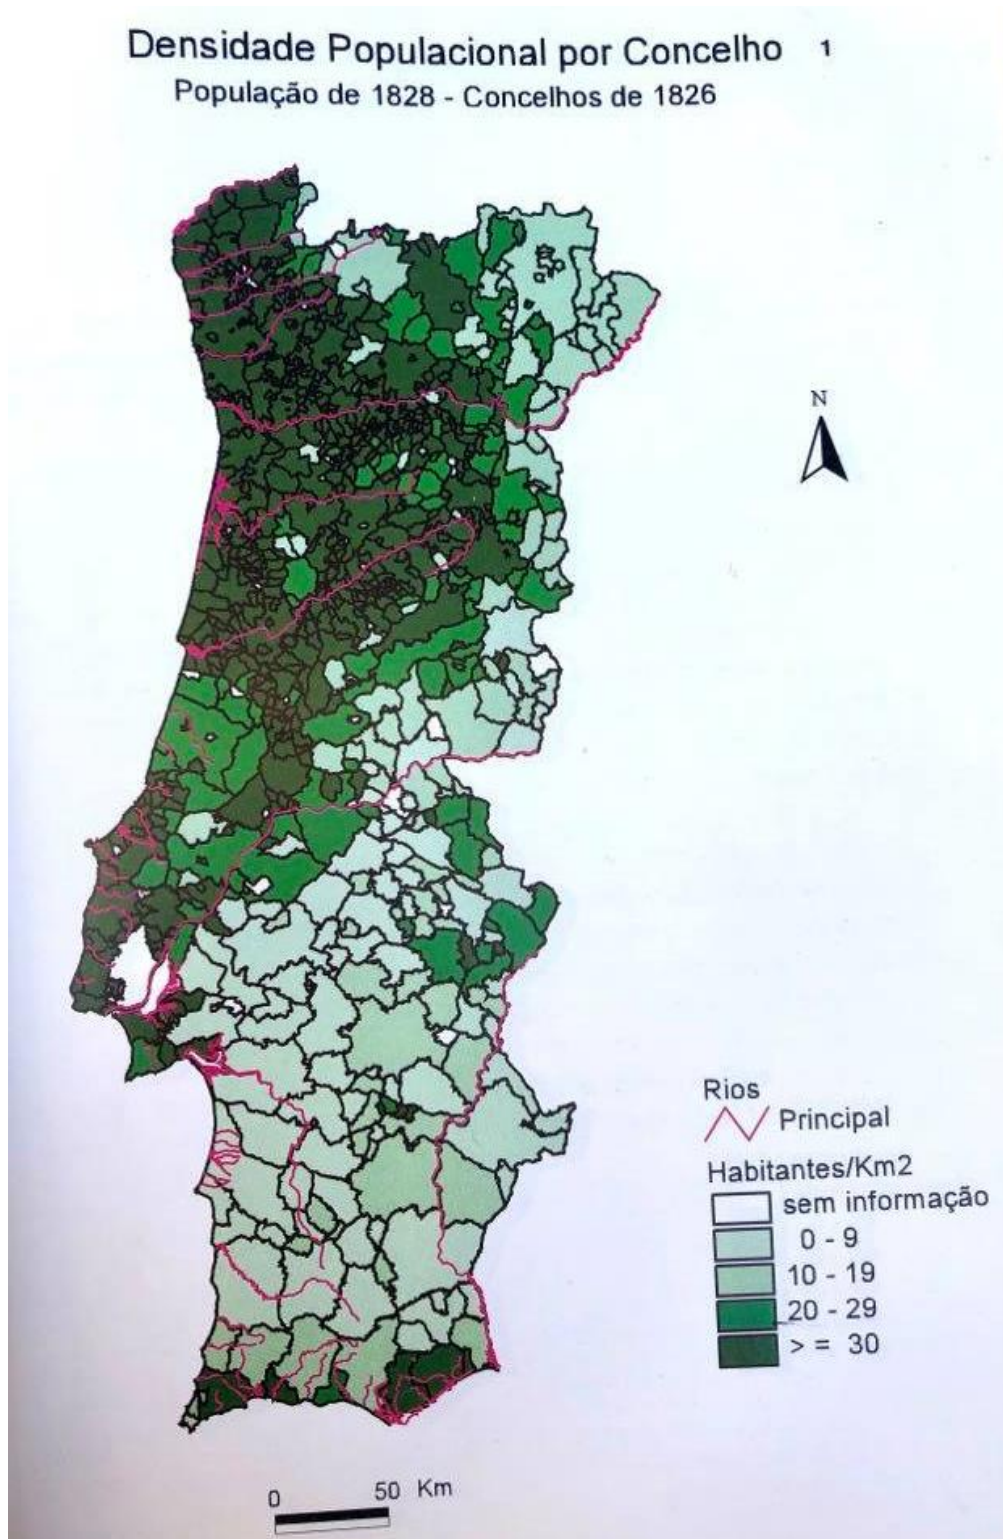 Densidade Populacional por Concelho 1
População de 1828 - Concelhos de 1826
N
Rios
Principal
Habitantes/Km2
sem informação
0 - 9
10 - 19
20 - 29
> = 30
0 50 Km